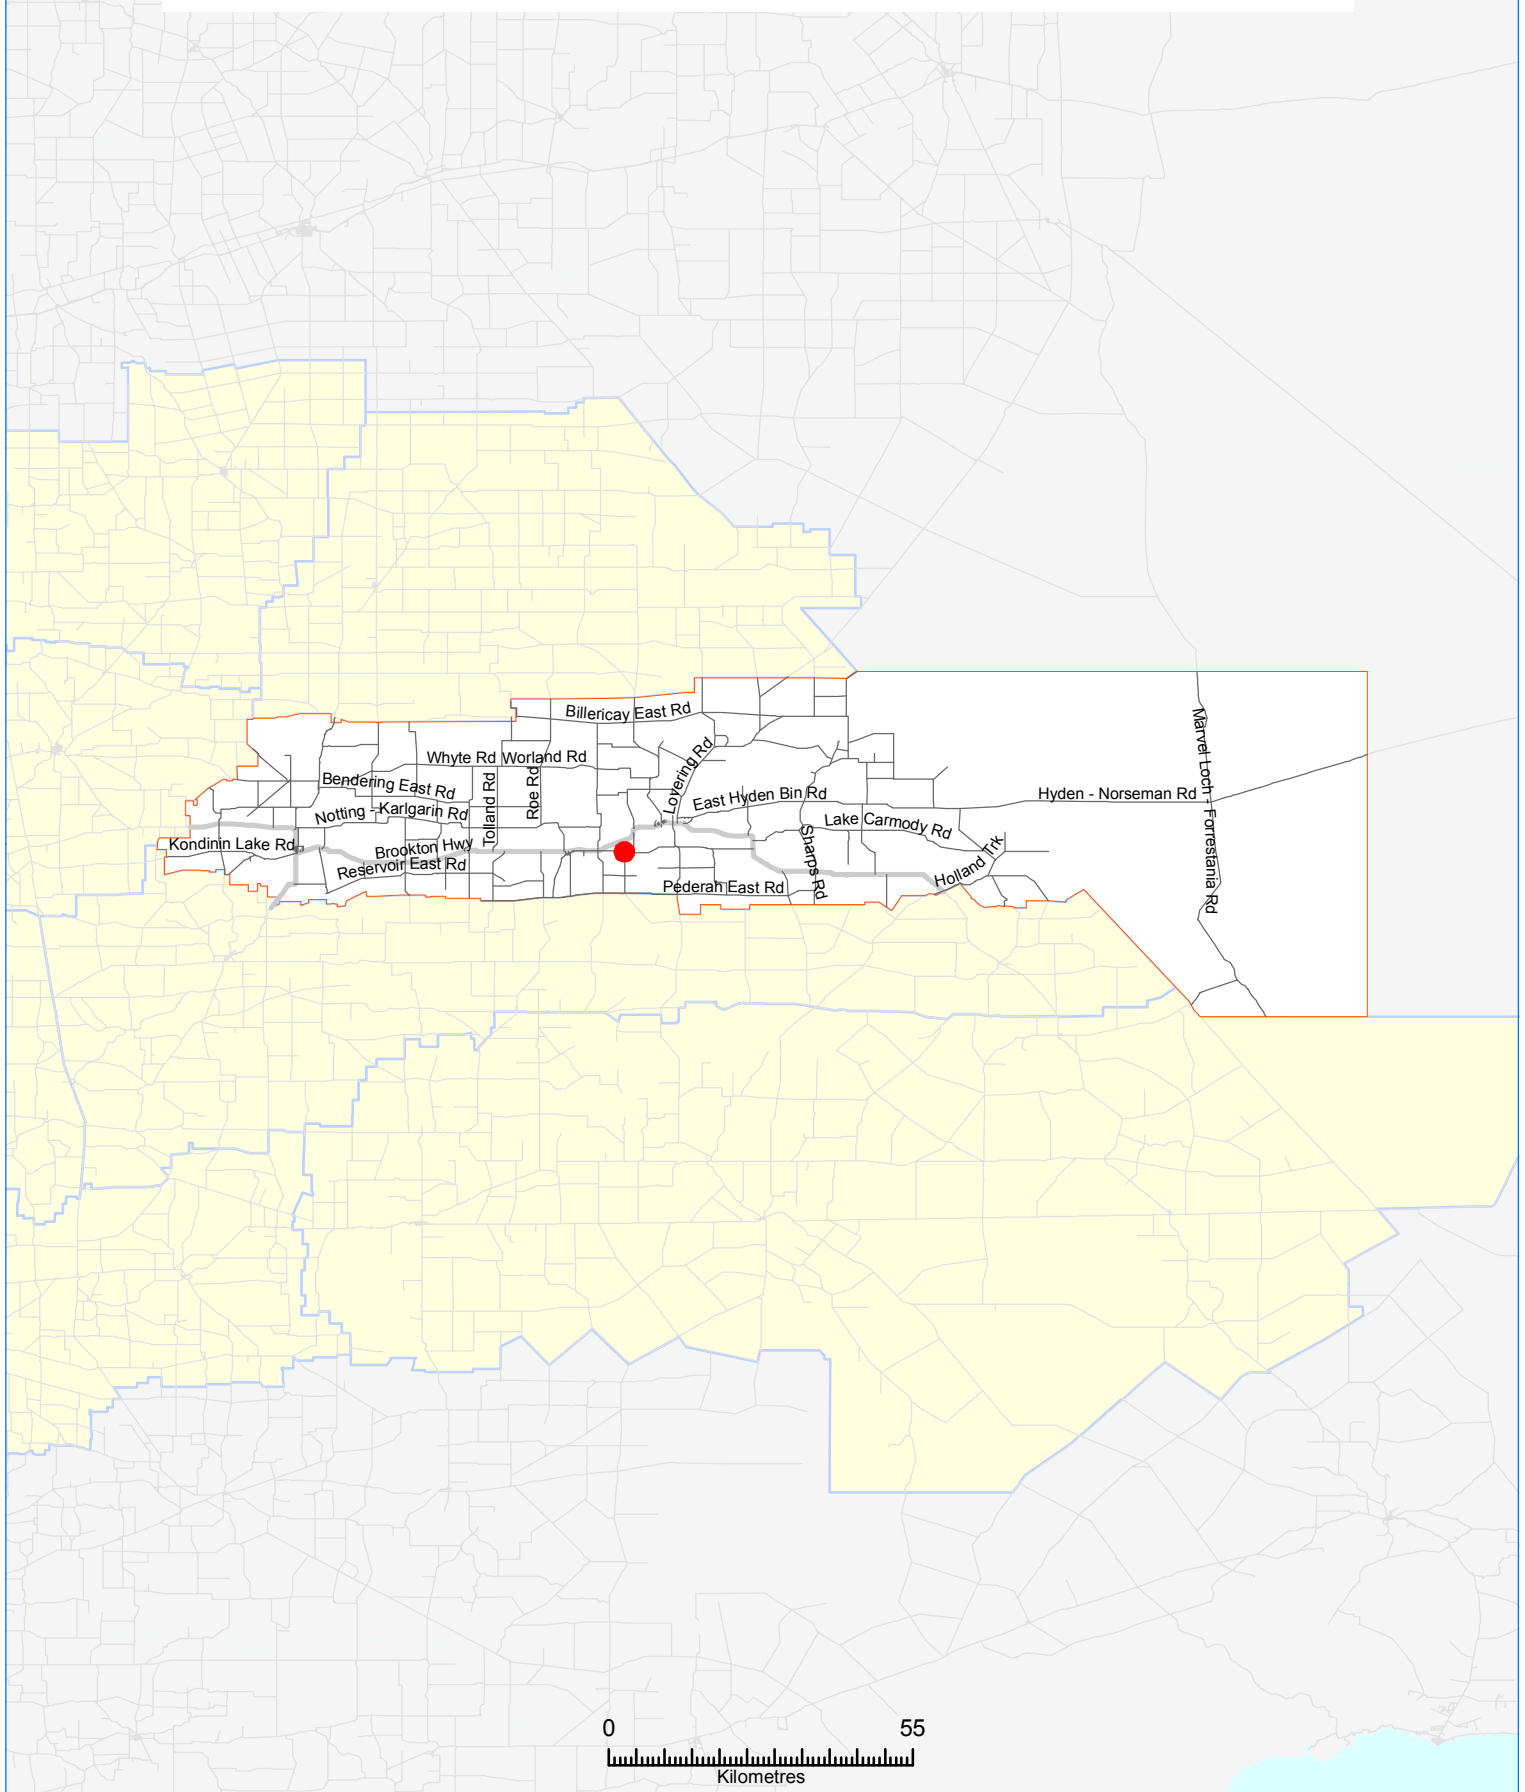 Billericay East Rd
Whyte Rd
Worland Rd
Lovering Rd
Marvel Loch - Forrestania Rd
Bendering East Rd
Tolland Rd
Roe Rd
East Hyden Bin Rd
Hyden - Norseman Rd
Notting - Karlgarin Rd
Lake Carmody Rd
Kondinin Lake Rd
Brookton Hwy
Sharps Rd
Reservoir East Rd
Holland Trk
Pederah East Rd
0 55
Kilometres